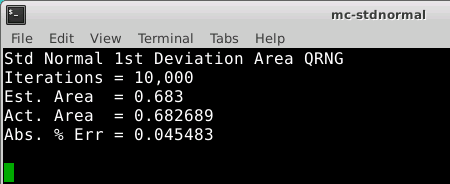 mc-stdnormal
File Edit View Terminal Tabs Help
Std Normal 1st Deviation Area QRNG
Iterations = 10,000
Est. Area  = 0.683
Act. Area  = 0.682689
Abs. % Err = 0.045483